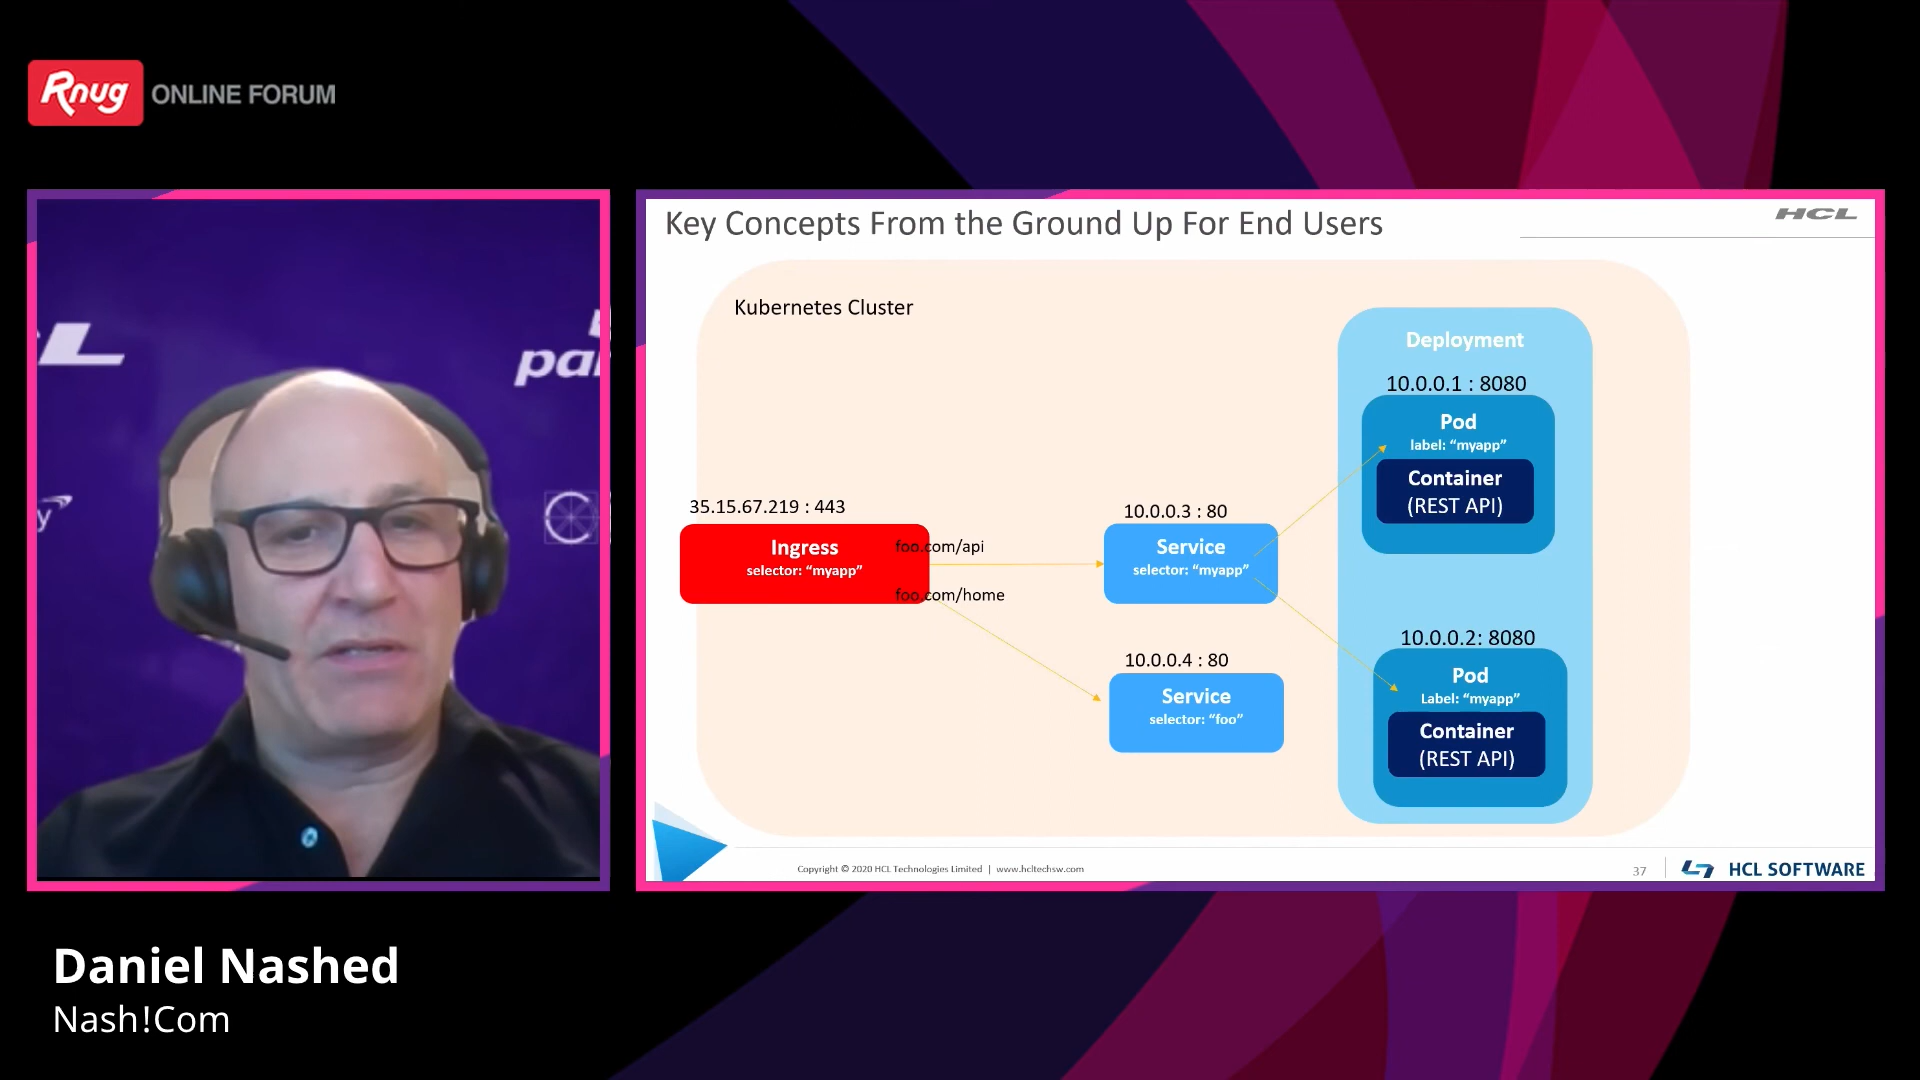 Rnug ONLINE FORUM
Key Concepts From the Ground Up For End Users
HCL
Kubernetes Cluster
Deployment
10.0.0.1 : 8080
Pod
label: “myapp”
Container
(REST API)
35.15.67.219 : 443
Ingress
selector: “myapp”
foo.com/api
foo.com/home
10.0.0.3 : 80
Service
selector: “myapp”
10.0.0.4 : 80
Service
selector: “foo”
10.0.0.2: 8080
Pod
Label: “myapp”
Container
(REST API)
Copyright © 2020 HCL Technologies Limited | www.hcltechsw.com
37
HCL SOFTWARE
Daniel Nashed
Nash!Com